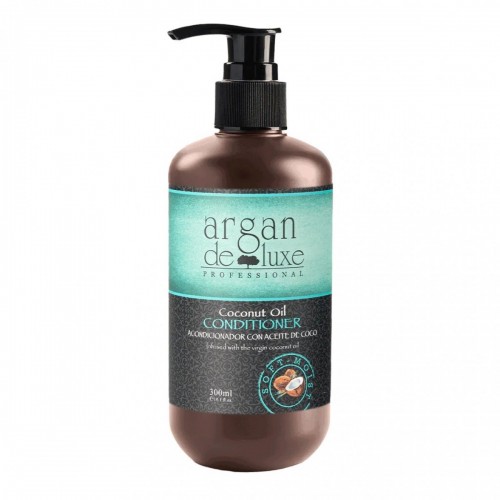 argan
de luxe
PROFESSIONAL
Coconut Oil
CONDITIONER
ACONDICIONADOR CON ACEITE DE COCO
Infused with the virgin coconut oil
300ml
SOFT-MOIST